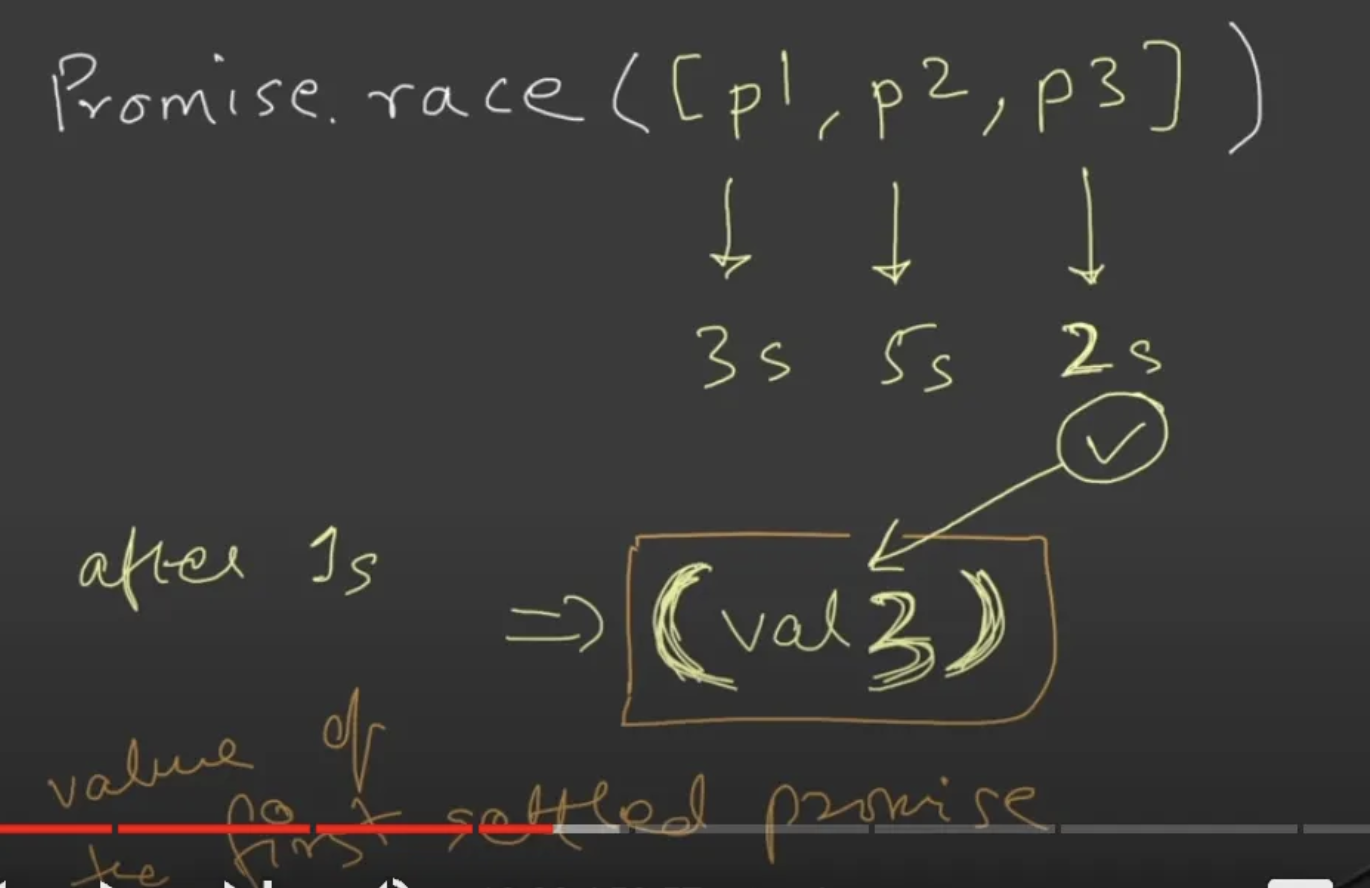 Promise.race([p1, p2, p3])
3s 5s 2s
after 1s
=> (val3)
value of
the first settled promise